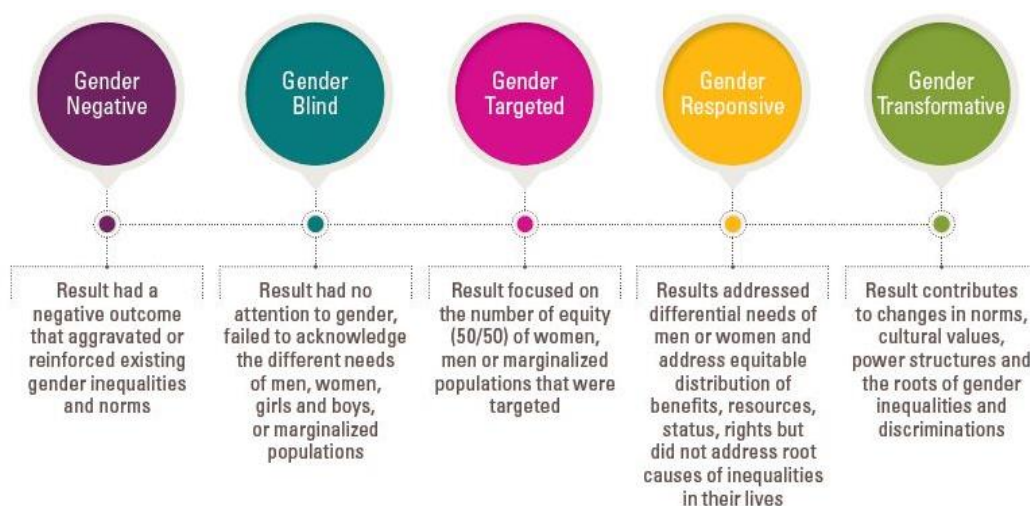 Gender
Negative
Gender
Blind
Gender
Targeted
Gender
Responsive
Gender
Transformative
Result had a
negative outcome
that aggravated or
reinforced existing
gender inequalities
and norms
Result had no
attention to gender,
failed to acknowledge
the different needs
of men, women,
girls and boys,
or marginalized
populations
Result focused on
the number of equity
(50/50) of women,
men or marginalized
populations that were
targeted
Results addressed
differential needs of
men or women and
address equitable
distribution of
benefits, resources,
status, rights but
did not address root
causes of inequalities
in their lives
Result contributes
to changes in norms,
cultural values,
power structures and
the roots of gender
inequalities and
discriminations